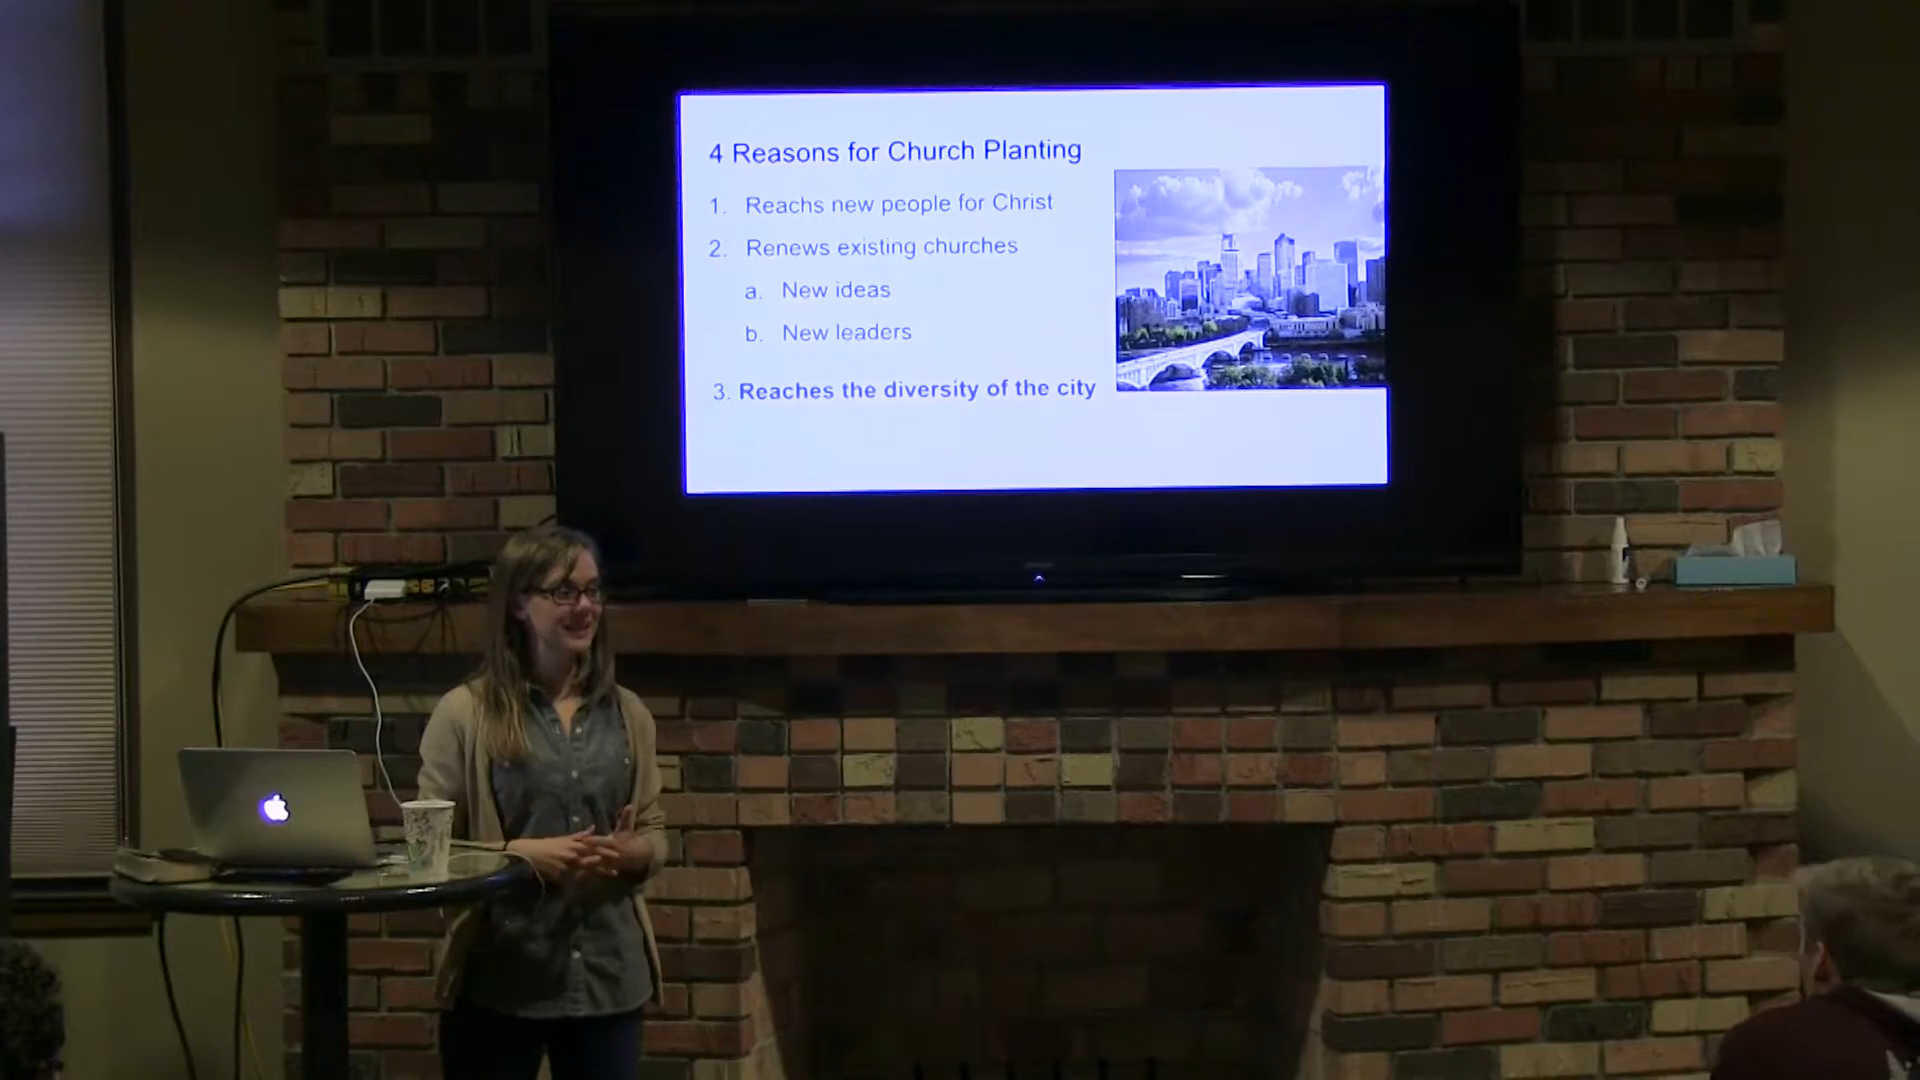 4 Reasons for Church Planting
1. Reachs new people for Christ
2. Renews existing churches
a. New ideas
b. New leaders
3. Reaches the diversity of the city